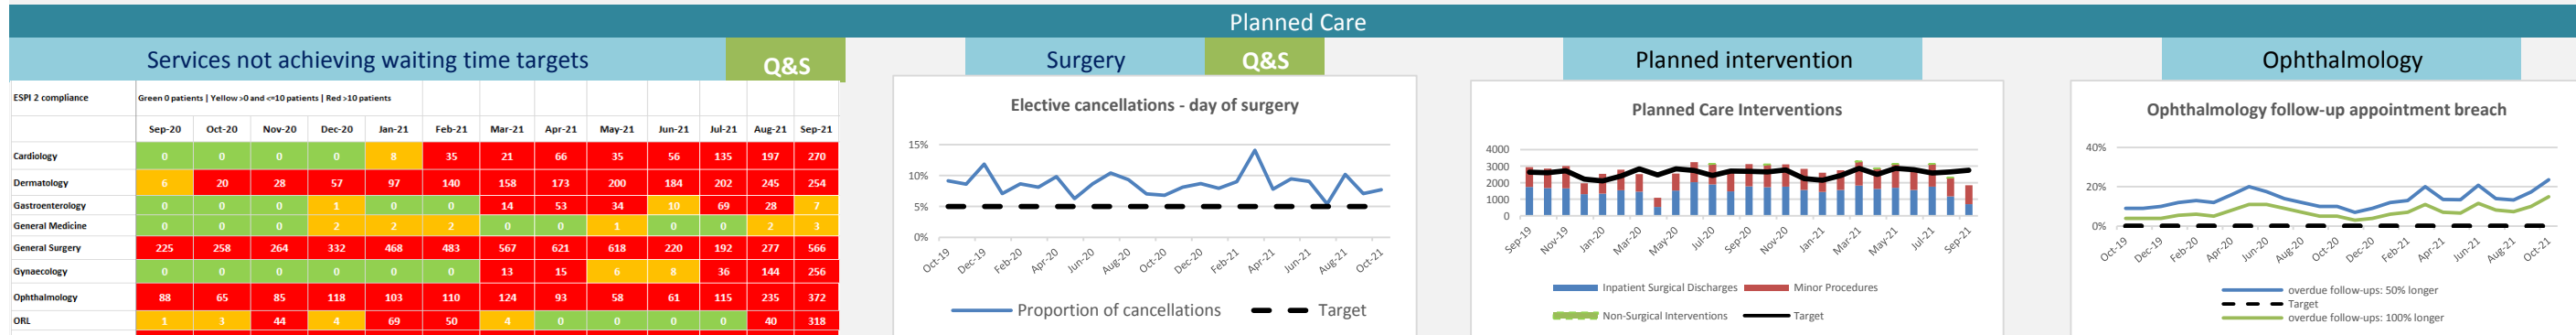 Planned Care
Services not achieving waiting time targets
Q&S
ESPI 2 compliance Green 0 patients | Yellow >0 and <=10 patients | Red >10 patients
Sep-20 Oct-20 Nov-20 Dec-20 Jan-21 Feb-21 Mar-21 Apr-21 May-21 Jun-21 Jul-21 Aug-21 Sep-21
Cardiology 0 0 0 0 8 35 21 66 35 56 135 197 270
Dermatology 6 20 28 57 97 140 158 173 200 184 202 245 254
Gastroenterology 0 0 0 1 0 0 14 53 34 10 69 28 7
General Medicine 0 0 0 2 2 2 0 0 1 0 0 2 3
General Surgery 225 258 264 332 468 483 567 621 618 220 192 277 566
Gynaecology 0 0 0 0 0 0 13 15 6 8 36 144 256
Ophthalmology 88 65 85 118 103 110 124 93 58 61 115 235 372
ORL 1 3 44 4 69 50 4 0 0 0 0 40 318
Surgery
Q&S
Elective cancellations - day of surgery
15%
10%
5%
0%
Oct-19 Dec-19 Feb-20 Apr-20 Jun-20 Aug-20 Oct-20 Dec-20 Feb-21 Apr-21 Jun-21 Aug-21 Oct-21
Proportion of cancellations Target
Planned intervention
Planned Care Interventions
4000
3000
2000
1000
0
Sep-19 Nov-19 Jan-20 Mar-20 May-20 Jul-20 Sep-20 Nov-20 Jan-21 Mar-21 May-21 Jul-21 Sep-21
Inpatient Surgical Discharges Minor Procedures
Non-Surgical Interventions Target
Ophthalmology
Ophthalmology follow-up appointment breach
40%
20%
0%
Oct-19 Dec-19 Feb-20 Apr-20 Jun-20 Aug-20 Oct-20 Dec-20 Feb-21 Apr-21 Jun-21 Aug-21 Oct-21
overdue follow-ups: 50% longer
Target
overdue follow-ups: 100% longer